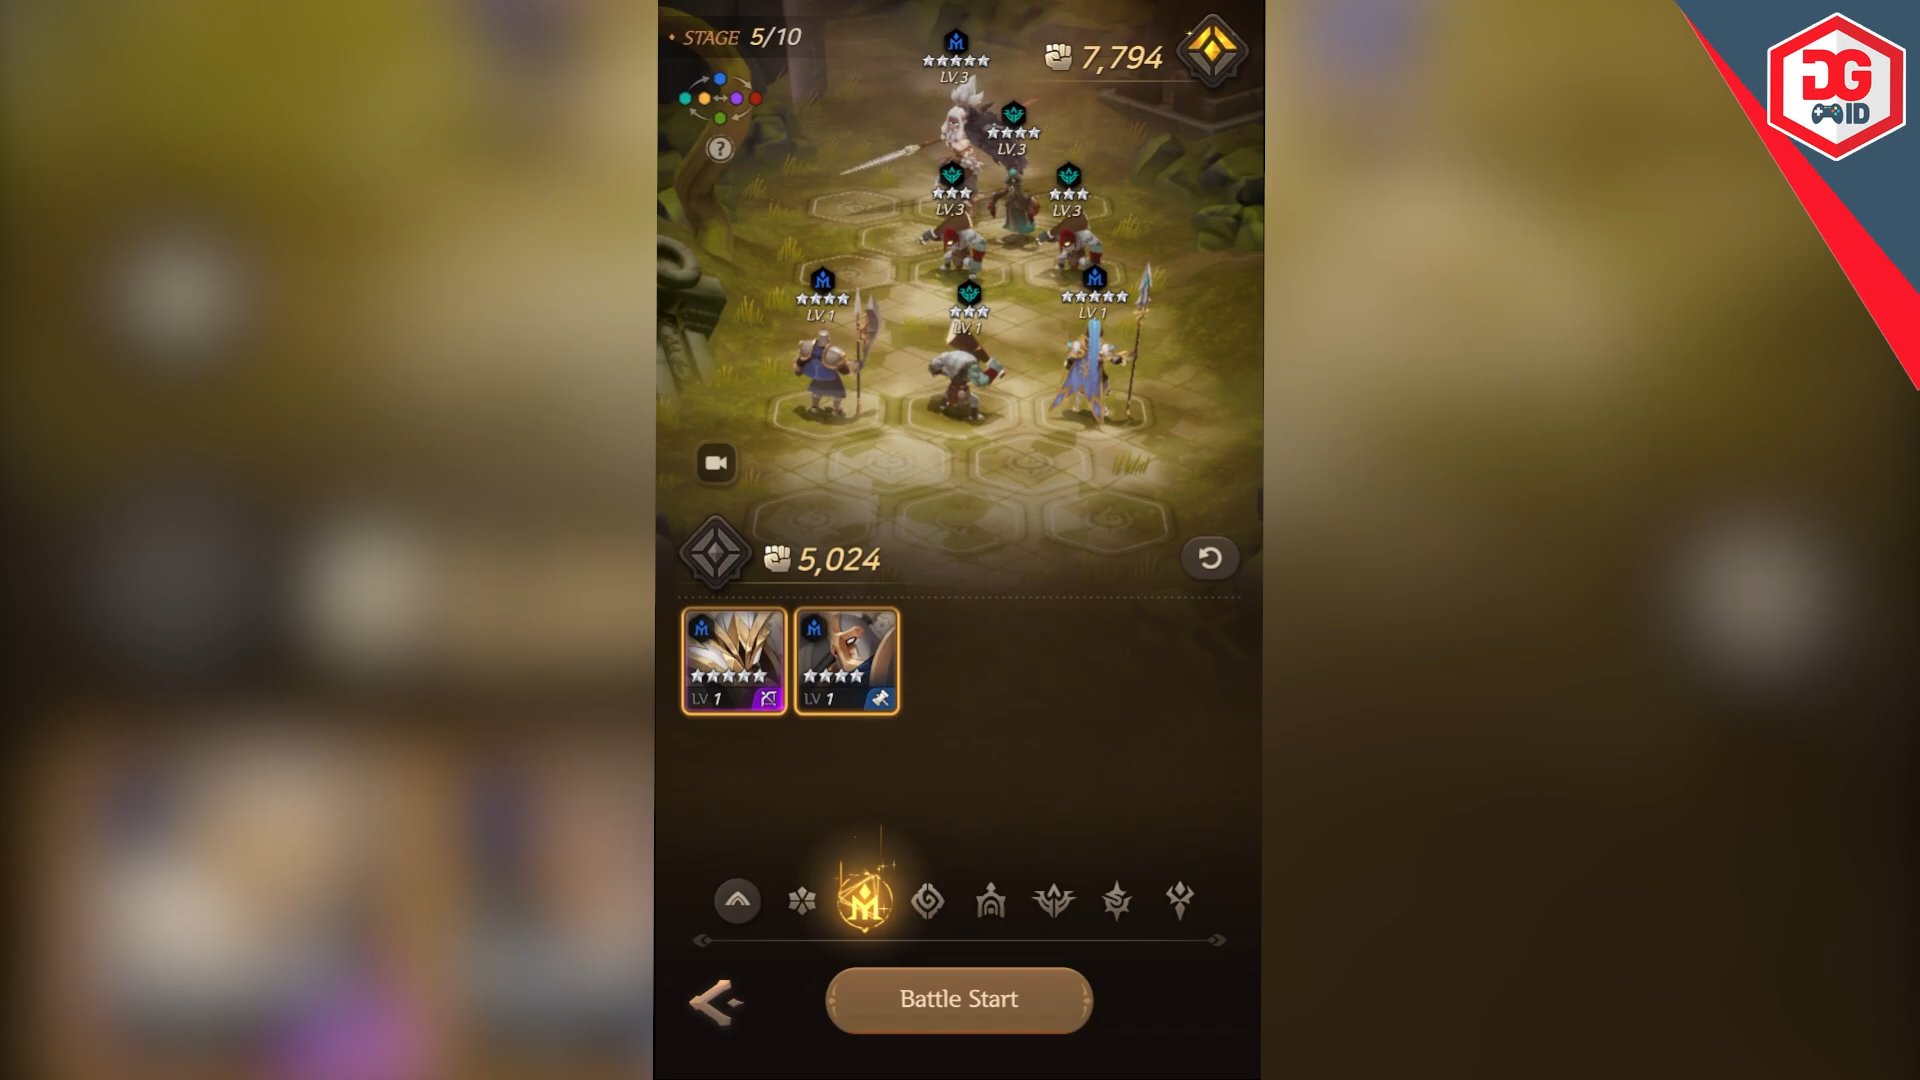 STAGE 5/10
7,794
LV.3
LV.3
LV.3
LV.3
LV.1
LV.1
LV.1
?
5,024
LV 1
LV 1
Battle Start
GG
ID